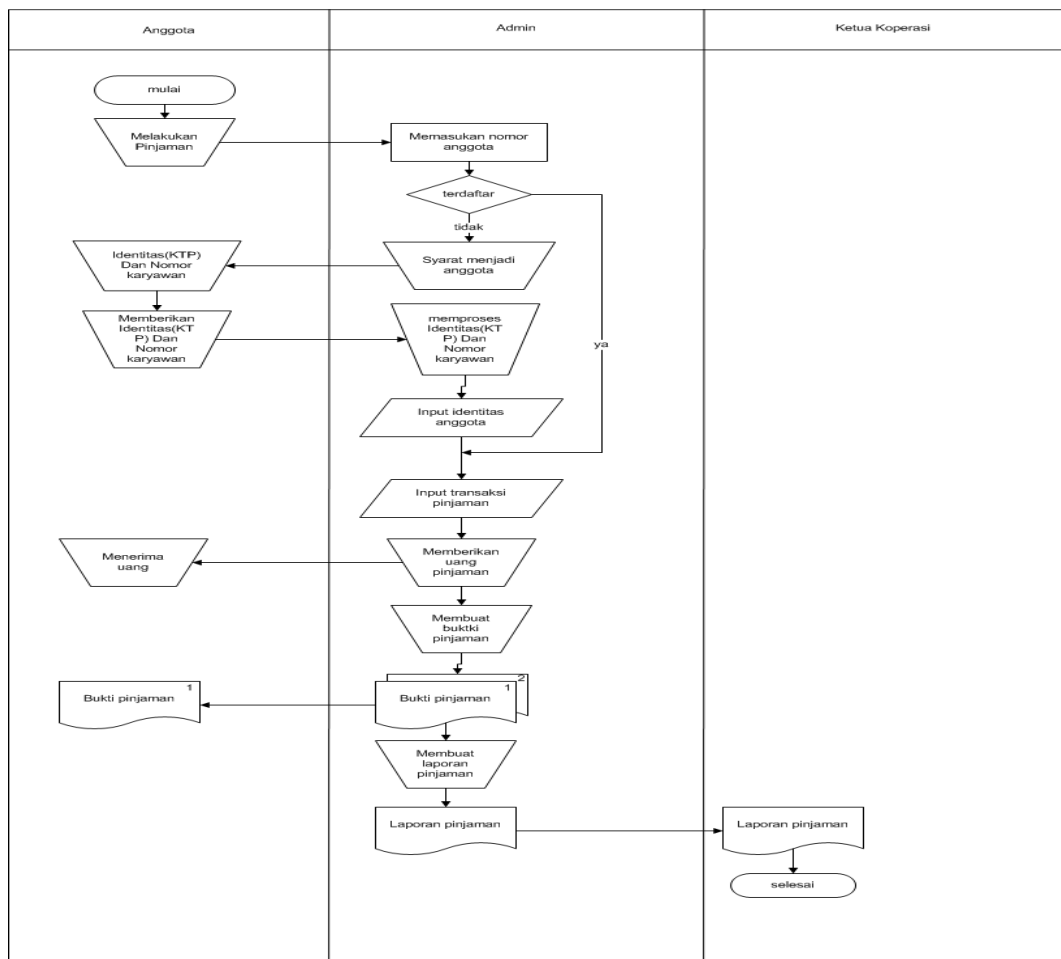 Anggota
Admin
Ketua Koperasi
mulai
Melakukan
Pinjaman
Memasukan nomor
anggota
terdaftar
tidak
Syarat menjadi
anggota
Identitas(KTP)
Dan Nomor
karyawan
Memberikan
Identitas(KT
P) Dan
Nomor
karyawan
memproses
Identitas(KT
P) Dan
Nomor
karyawan
ya
Input identitas
anggota
Input transaksi
pinjaman
Memberikan
uang
pinjaman
Menerima
uang
Membuat
buktki
pinjaman
2
1
Bukti pinjaman
1
Bukti pinjaman
Membuat
laporan
pinjaman
Laporan pinjaman
Laporan pinjaman
selesai